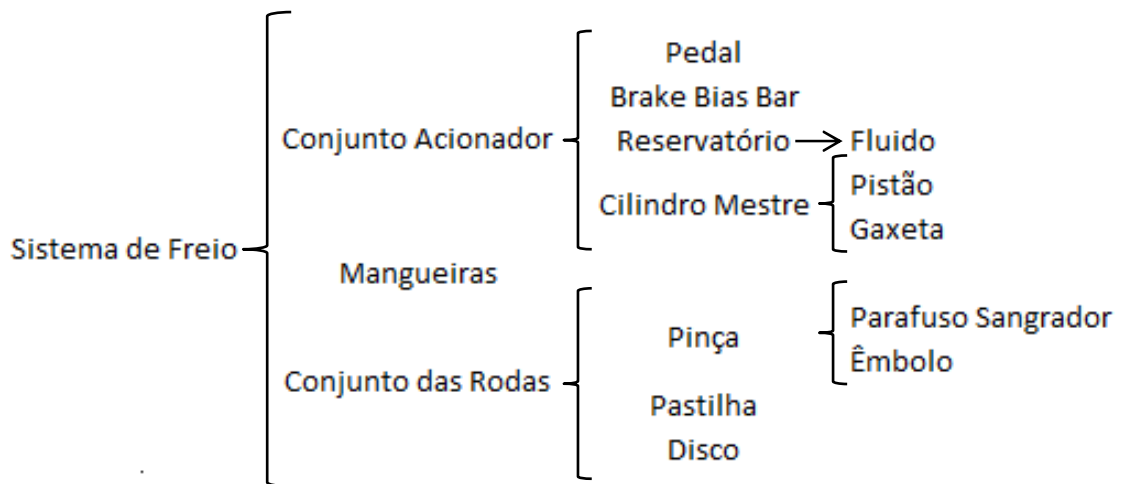 Sistema de Freio
Conjunto Acionador
Pedal
Brake Bias Bar
Reservatório
Fluido
Cilindro Mestre
Pistão
Gaxeta
Mangueiras
Conjunto das Rodas
Pinça
Parafuso Sangrador
Êmbolo
Pastilha
Disco